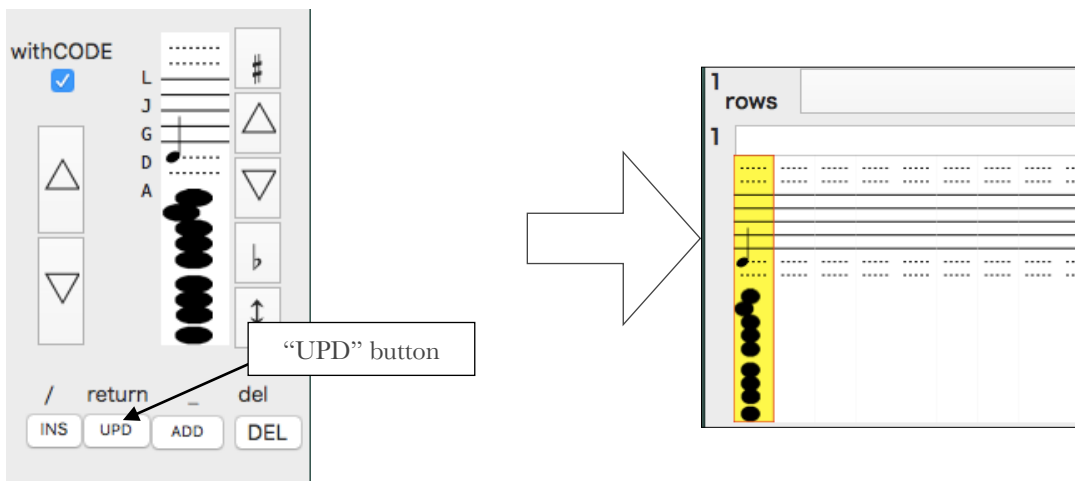 withCODE
L
J
G
D
A
♯
♭
“UPD” button
/ return _ del
INS UPD ADD DEL
1
rows
1